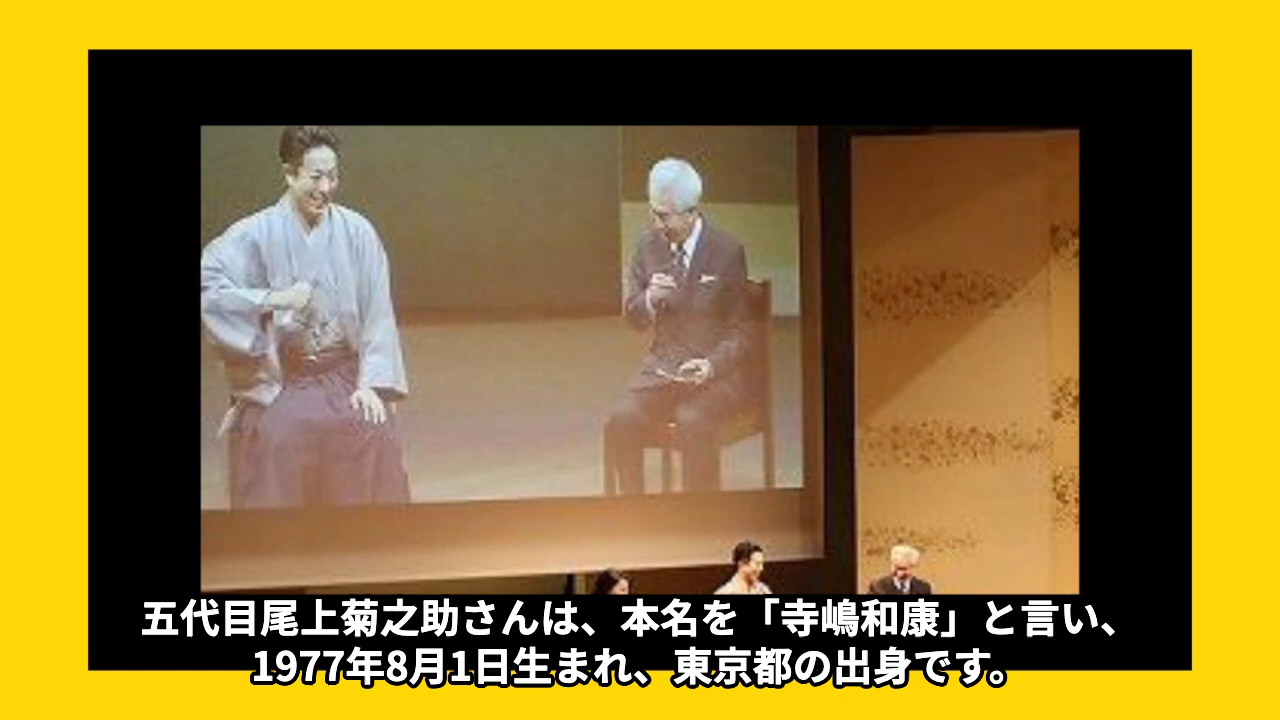 五代目尾上菊之助さんは、本名を「寺嶋和康」と言い、
1977年8月1日生まれ、東京都の出身です。